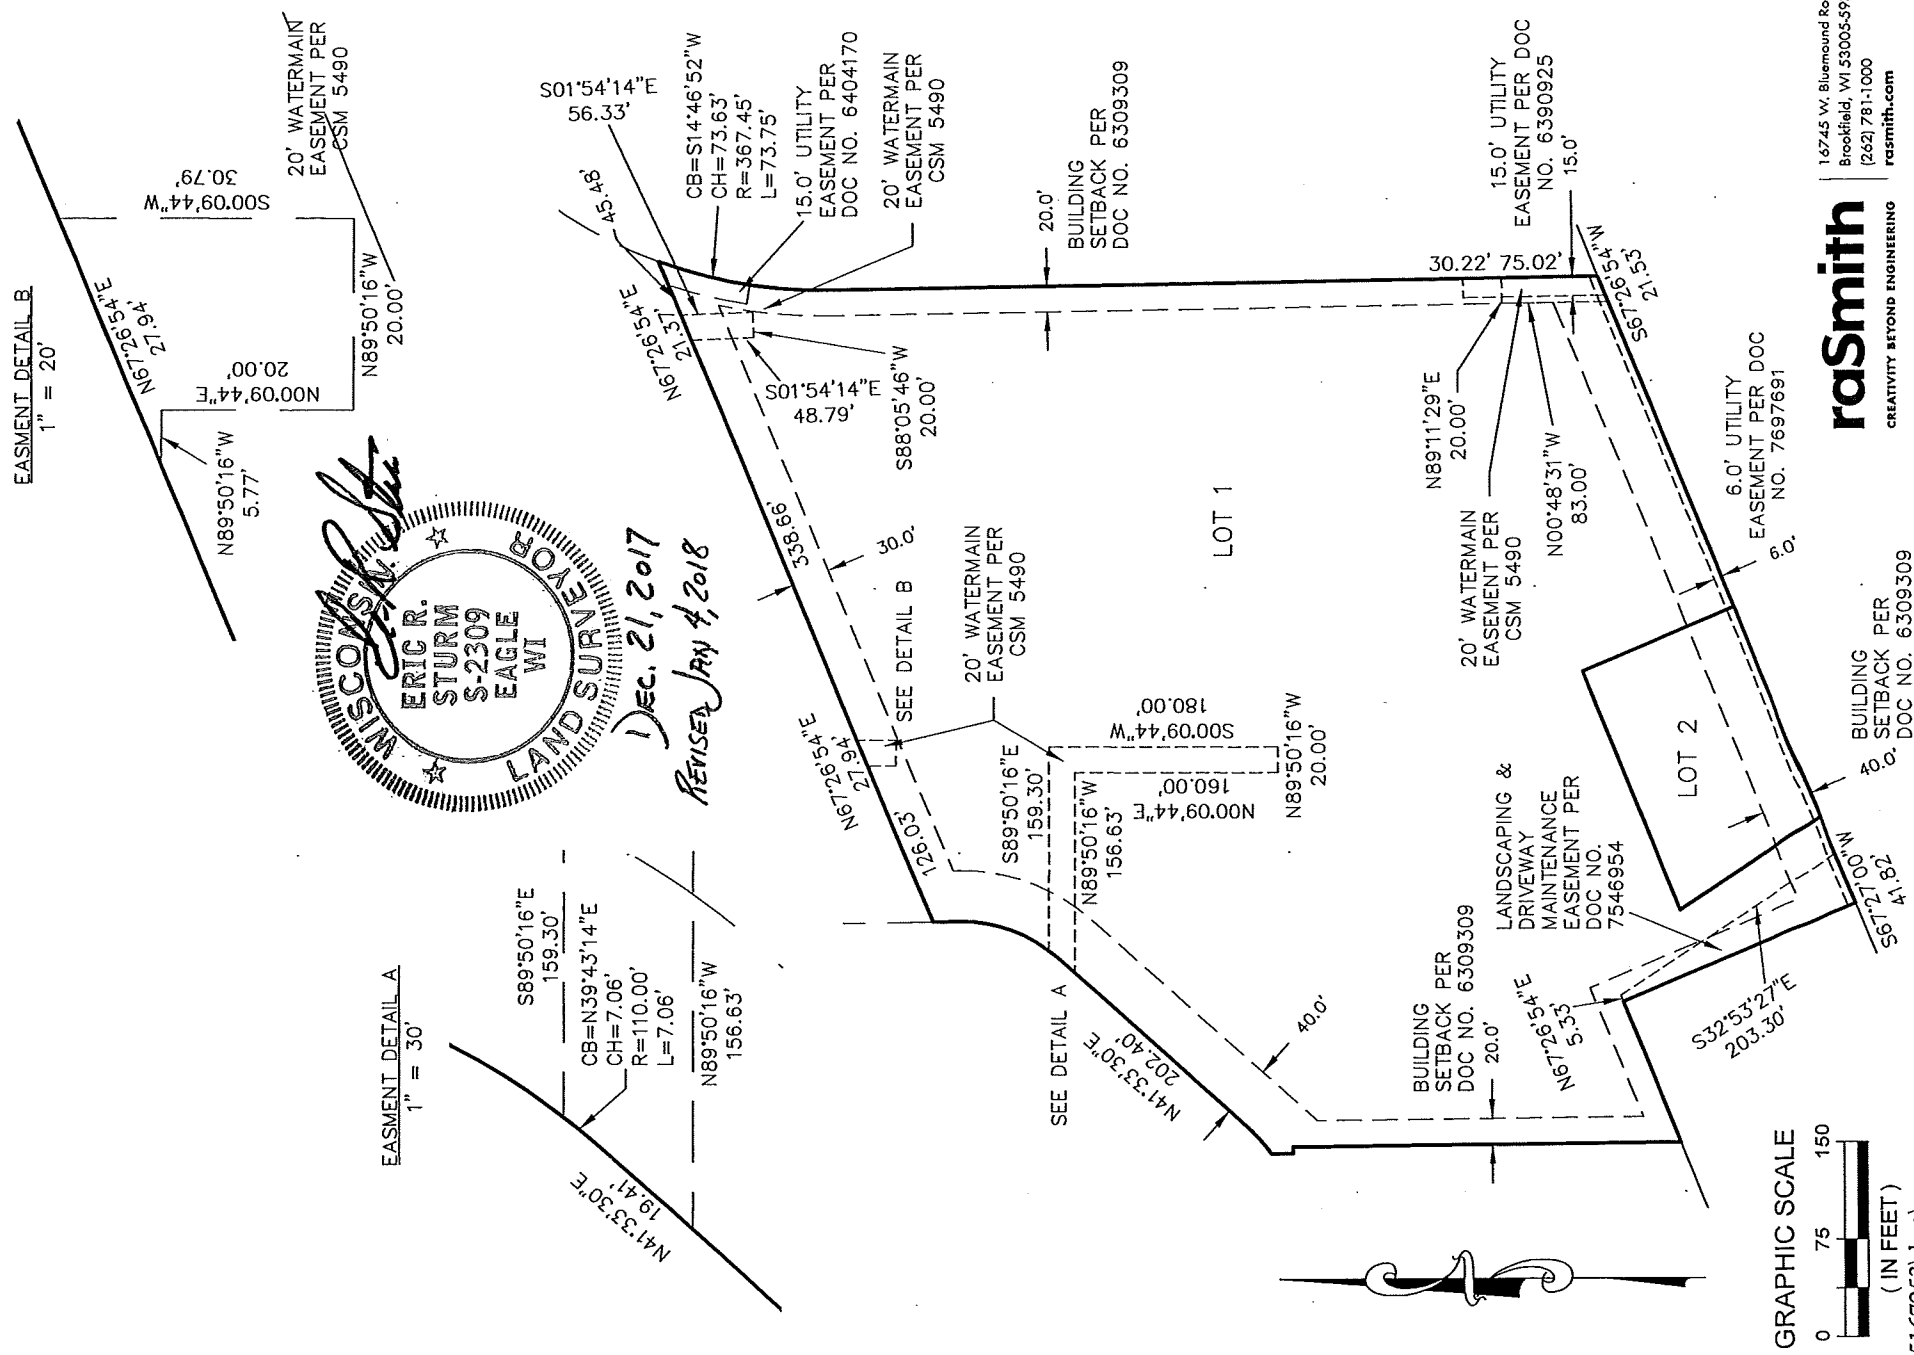 EASMENT DETAIL B
1" = 20'
N67°26'54"E
27.94'
S00°09'44"W
30.79'
N00°09'44"E
20.00'
N89°50'16"W
20.00'
N89°50'16"W
5.77'
20' WATERMAIN
EASEMENT PER
CSM 5490
WISCONSIN
ERIC R.
STURM
S-2309
EAGLE
WI
LAND SURVEYOR
DEC. 21, 2017
REVISED JAN 4, 2018
EASMENT DETAIL A
1" = 30'
S89°50'16"E
159.30'
CB=N39°43'14"E
CH=7.06'
R=110.00'
L=7.06'
N89°50'16"W
156.63'
N41°33'30"E
19.41'
S01°54'14"E
56.33'
45.48'
CB=S14°46'52"W
CH=73.63'
R=367.45'
L=73.75'
15.0' UTILITY
EASEMENT PER
DOC NO. 6404170
20' WATERMAIN
EASEMENT PER
CSM 5490
N67°26'54"E
21.37'
S01°54'14"E
48.79'
S88°05'46"W
20.00'
338.66'
30.0'
20.0'
BUILDING
SETBACK PER
DOC NO. 6309309
SEE DETAIL B
20' WATERMAIN
EASEMENT PER
CSM 5490
N67°26'54"E
27.94'
126.03'
S89°50'16"E
159.30'
N89°50'16"W
156.63'
S00°09'44"W
180.00'
N00°09'44"E
160.00'
N89°50'16"W
20.00'
LOT 1
SEE DETAIL A
N41°33'30"E
202.40'
40.0'
BUILDING
SETBACK PER
DOC NO. 6309309
20.0'
LANDSCAPING &
DRIVEWAY
MAINTENANCE
EASEMENT PER
DOC NO.
7546954
N67°26'54"E
5.33'
S32°53'27"E
203.30'
S67°27'00"W
41.82'
LOT 2
BUILDING
SETBACK PER
DOC NO. 6309309
40.0'
6.0' UTILITY
EASEMENT PER DOC
NO. 7697691
6.0'
20' WATERMAIN
EASEMENT PER
CSM 5490
N89°11'29"E
20.00'
N00°48'31"W
83.00'
30.22' 75.02'
15.0' UTILITY
EASEMENT PER DOC
NO. 6390925
15.0'
S67°26'54"W
21.53'
GRAPHIC SCALE
0 75 150
( IN FEET )
raSmith
CREATIVITY BEYOND ENGINEERING
16745 W. Bluemound
Brookfield, WI
(262) 781-1000
rasmith.com